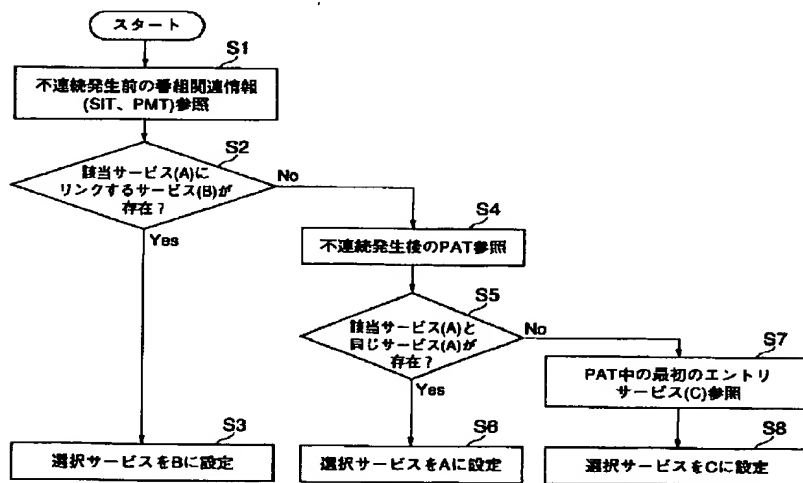 スタート
S1
不連続発生前の番組関連情報
(SIT、PMT)参照
S2
該当サービス(A)に
リンクするサービス(B)が
存在？
No
Yes
S4
不連続発生後のPAT参照
S5
該当サービス(A)と
同じサービス(A)が
存在？
No
Yes
S7
PAT中の最初のエントリ
サービス(C)参照
S3
選択サービスをBに設定
S6
選択サービスをAに設定
S8
選択サービスをCに設定